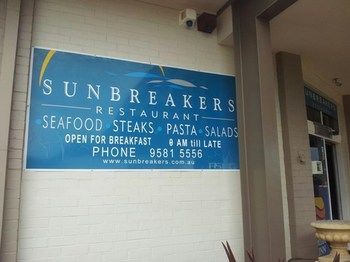 SUNBREAKERS
RESTAURANT
SEAFOOD · STEAKS · PASTA · SALADS
OPEN FOR BREAKFAST 8 AM till LATE
PHONE 9581 5556
www.sunbreakers.com.au